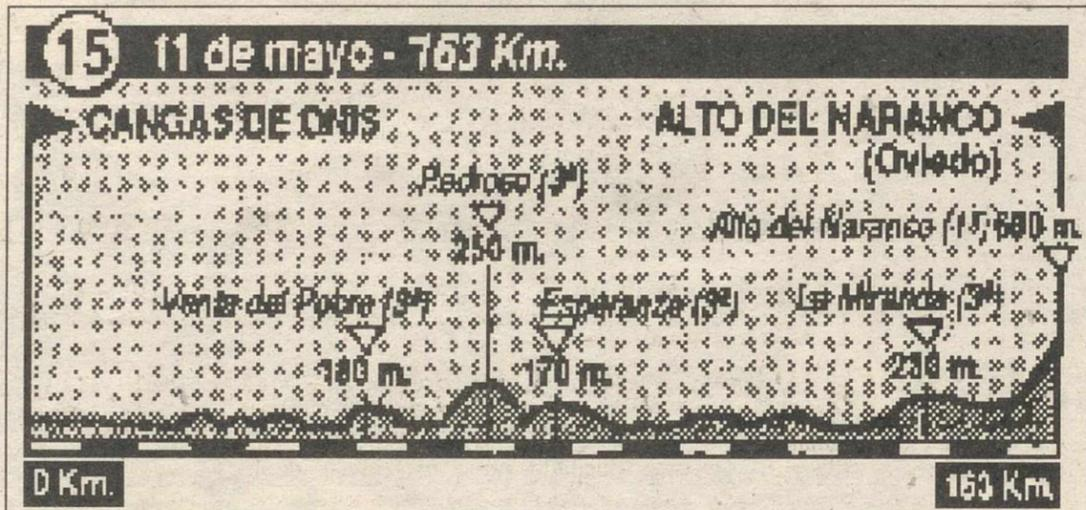 15 11 de mayo - 163 Km.
CANGAS DE ONIS
ALTO DEL NARANCO
(Oviedo)
Pedroso (3ª)
250 m.
Alto del Naranco (1ª) 680 m.
Venta del Pobre (3ª)
180 m.
Esperanza (3ª)
170 m.
La Miranda (3ª)
230 m.
0 Km.
163 Km